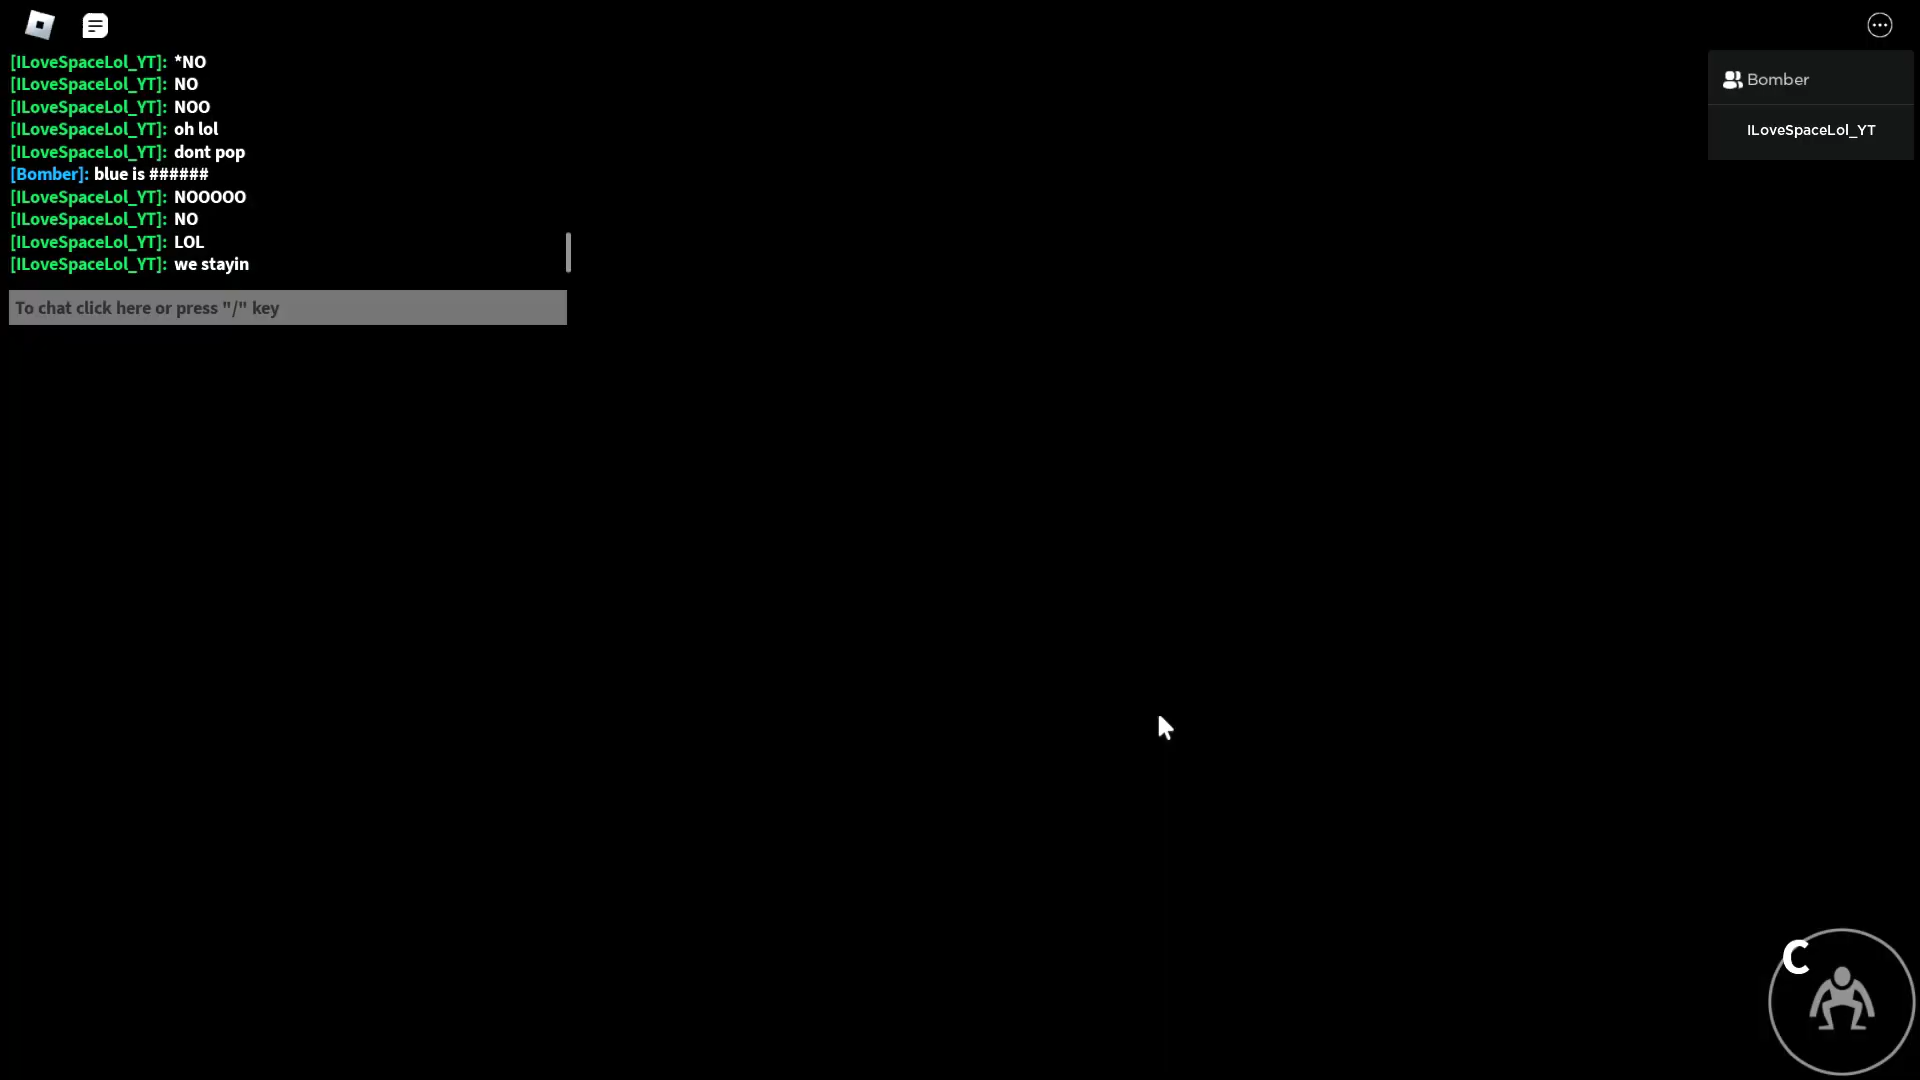 [ILoveSpaceLol_YT]: *NO
[ILoveSpaceLol_YT]: NO
[ILoveSpaceLol_YT]: NOO
[ILoveSpaceLol_YT]: oh lol
[ILoveSpaceLol_YT]: dont pop
[Bomber]: blue is ######
[ILoveSpaceLol_YT]: NOOOOO
[ILoveSpaceLol_YT]: NO
[ILoveSpaceLol_YT]: LOL
[ILoveSpaceLol_YT]: we stayin
To chat click here or press "/" key
Bomber
ILoveSpaceLol_YT
C